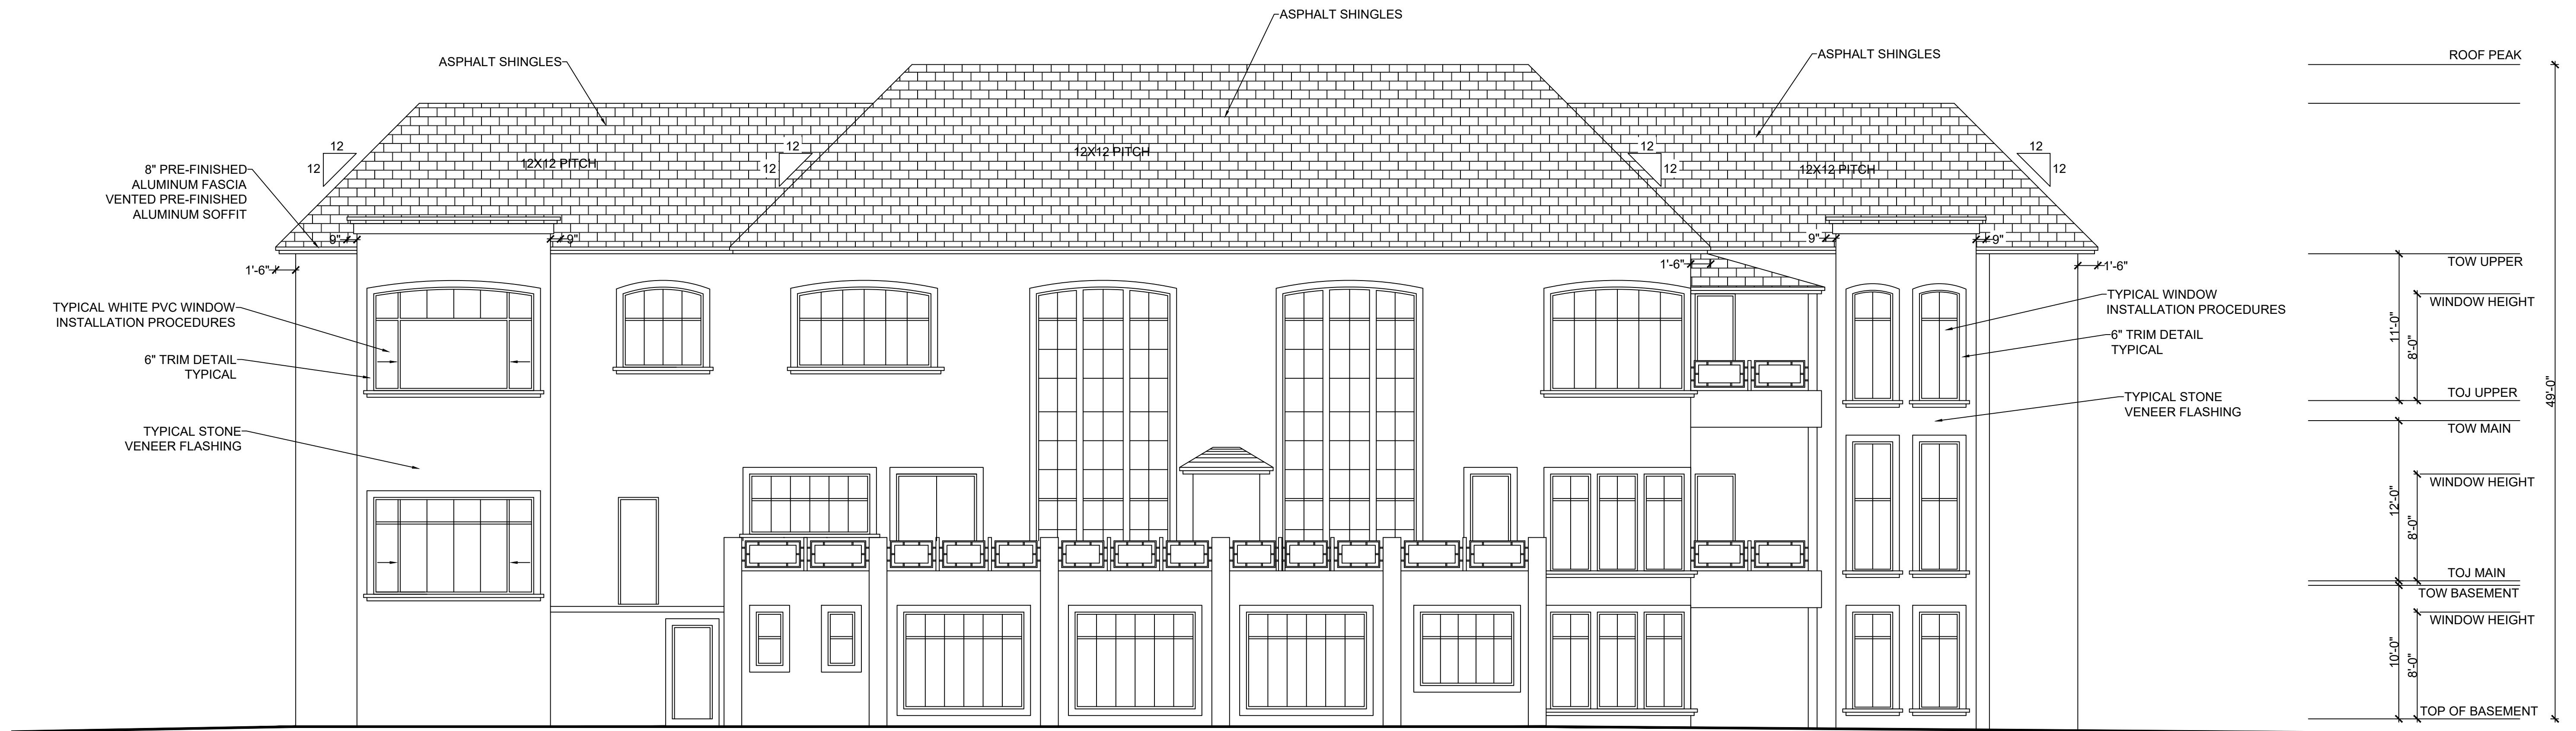 ASPHALT SHINGLES
ASPHALT SHINGLES
ASPHALT SHINGLES
ROOF PEAK
12
12
12
12
12
12
12
12
12X12 PITCH
12X12 PITCH
12X12 PITCH
8" PRE-FINISHED
ALUMINUM FASCIA
VENTED PRE-FINISHED
ALUMINUM SOFFIT
9"
9"
9"
9"
1'-6"
1'-6"
1'-6"
TYPICAL WHITE PVC WINDOW
INSTALLATION PROCEDURES
6" TRIM DETAIL
TYPICAL
TYPICAL STONE
VENEER FLASHING
TYPICAL WINDOW
INSTALLATION PROCEDURES
6" TRIM DETAIL
TYPICAL
TYPICAL STONE
VENEER FLASHING
TOW UPPER
WINDOW HEIGHT
11'-0"
8'-0"
TOJ UPPER
49'-0"
TOW MAIN
WINDOW HEIGHT
12'-0"
8'-0"
TOJ MAIN
TOW BASEMENT
WINDOW HEIGHT
10'-0"
8'-0"
TOP OF BASEMENT